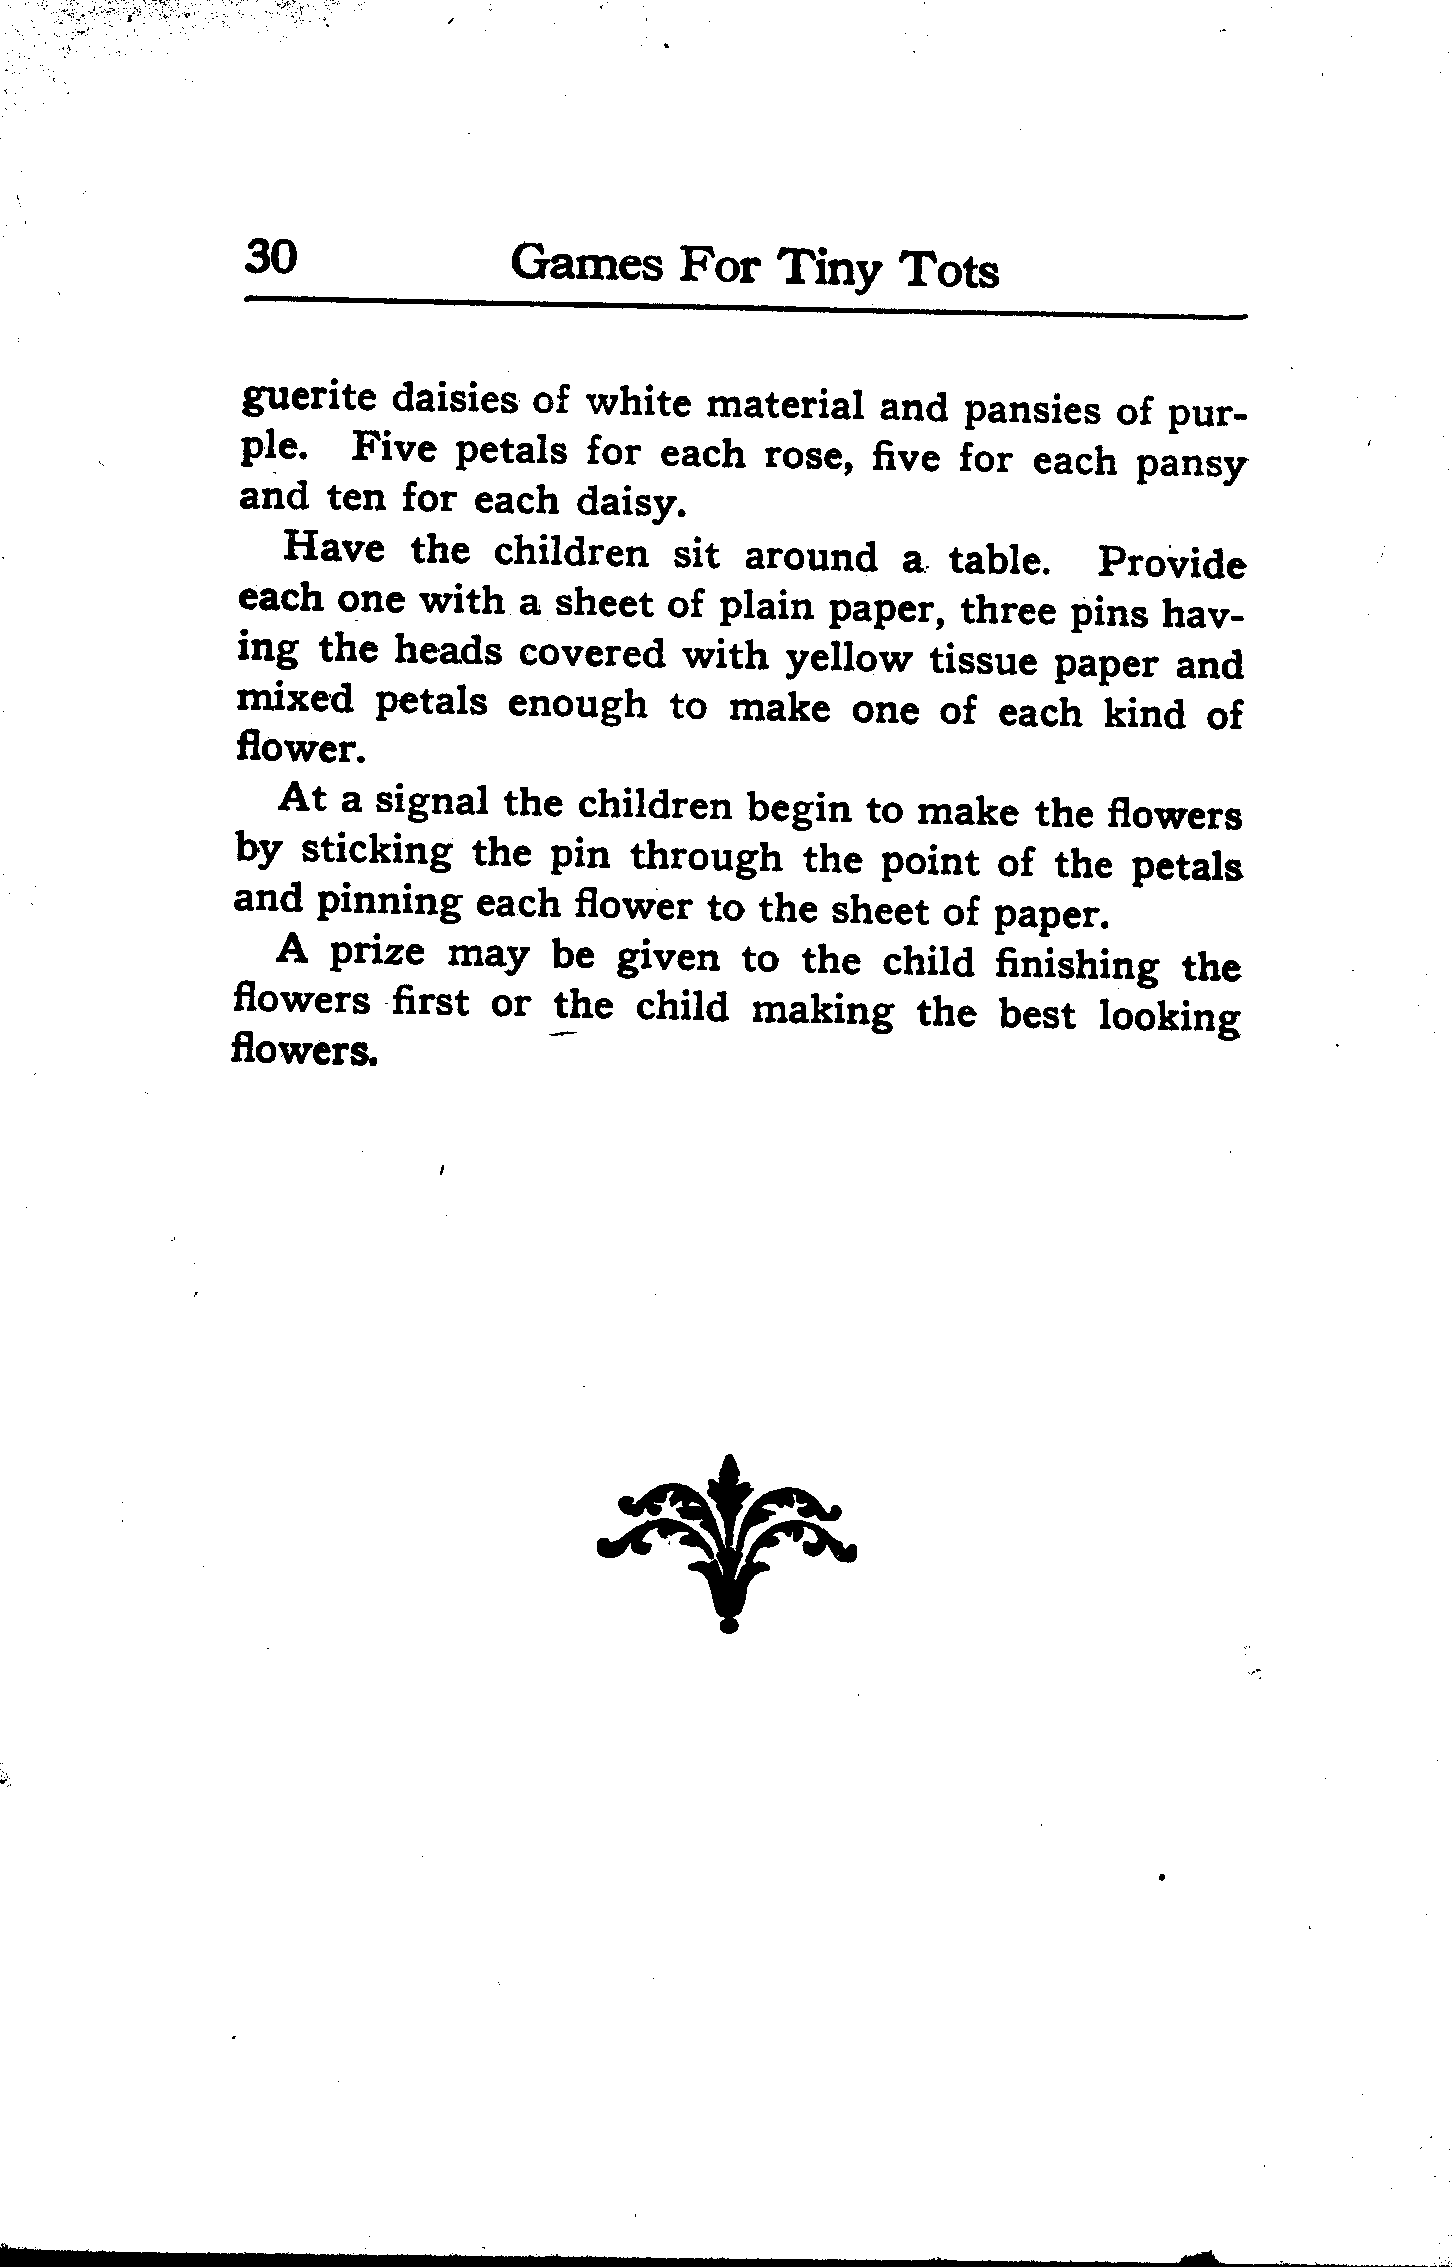 30 Games For Tiny Tots
guerite daisies of white material and pansies of pur-
ple. Five petals for each rose, five for each pansy
and ten for each daisy.
Have the children sit around a table. Provide
each one with a sheet of plain paper, three pins hav-
ing the heads covered with yellow tissue paper and
mixed petals enough to make one of each kind of
flower.
At a signal the children begin to make the flowers
by sticking the pin through the point of the petals
and pinning each flower to the sheet of paper.
A prize may be given to the child finishing the
flowers first or the child making the best looking
flowers.